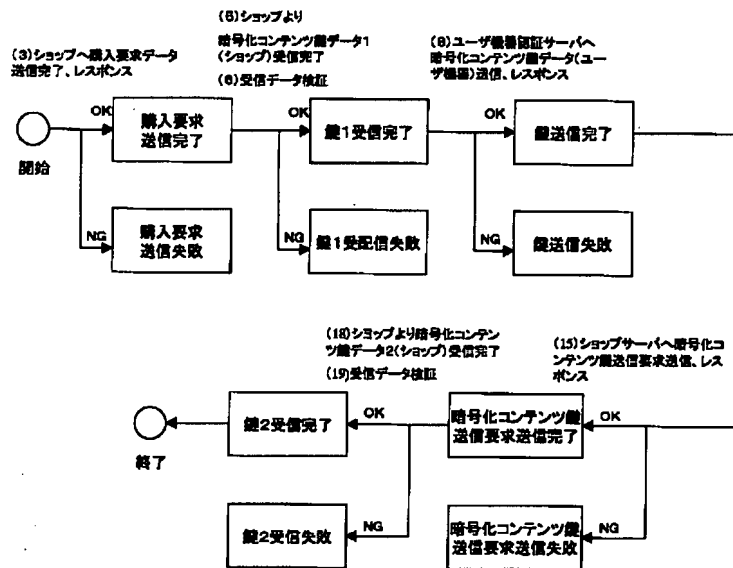 (5)ショップより
暗号化コンテンツ鍵データ1
(ショップ)受信完了
(6)受信データ検証
(3)ショップへ購入要求データ
送信完了、レスポンス
(8)ユーザ機器認証サーバへ
暗号化コンテンツ鍵データ(ユー
ザ機器)送信、レスポンス
開始
OK
購入要求
送信完了
OK
鍵1受信完了
OK
鍵送信完了
NG
購入要求
送信失敗
NG
鍵1受配信失敗
NG
鍵送信失敗
(18)ショップより暗号化コンテン
ツ鍵データ2(ショップ)受信完了
(19)受信データ検証
(15)ショップサーバへ暗号化コ
ンテンツ鍵送信要求送信、レス
ポンス
終了
鍵2受信完了
OK
暗号化コンテンツ鍵
送信要求送信完了
OK
鍵2受信失敗
NG
暗号化コンテンツ鍵
送信要求送信失敗
NG